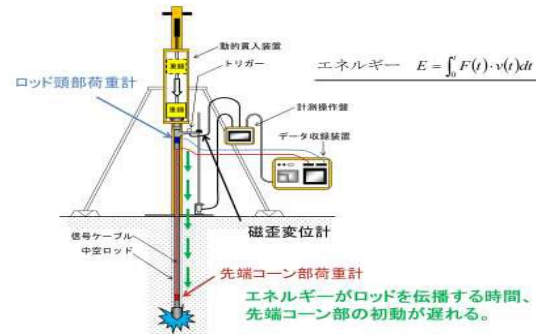 動的貫入装置
トリガー
エネルギー E = ∫₀ᵗ F(t)・v(t)dt
重錘
重錘
ロッド頭部荷重計
計測操作盤
データ収録装置
磁歪変位計
信号ケーブル
中空ロッド
先端コーン部荷重計
エネルギーがロッドを伝播する時間、
先端コーン部の初動が遅れる。